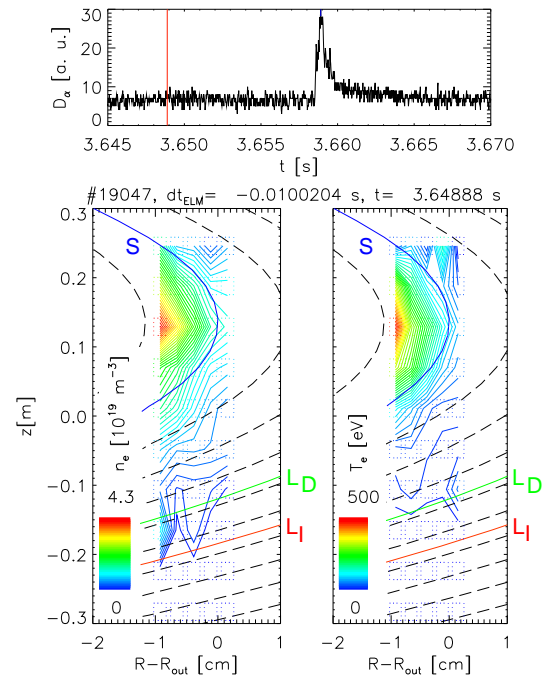 30
20
10
0
D_α [a. u.]
3.645 3.650 3.655 3.660 3.665 3.670
t [s]
#19047, dt_ELM= -0.0100204 s, t= 3.64888 s
0.3
0.2
0.1
0.0
-0.1
-0.2
-0.3
z[m]
S
n_e [10^19 m^-3]
4.3
0
L_D
L_I
-2 -1 0 1
R-R_out [cm]
S
T_e [eV]
500
0
L_D
L_I
-2 -1 0 1
R-R_out [cm]